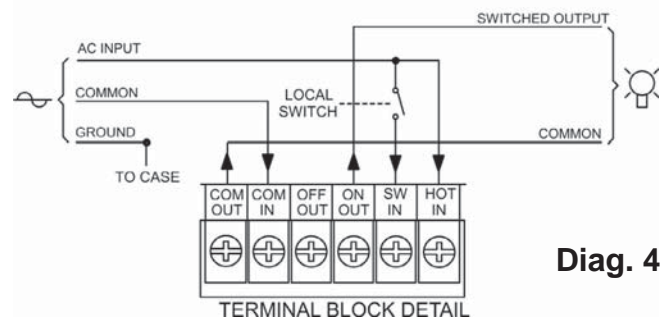 SWITCHED OUTPUT
AC INPUT
COMMON
LOCAL
SWITCH
GROUND
COMMON
TO CASE
COM OUT
COM IN
OFF OUT
ON OUT
SW IN
HOT IN
Diag. 4
TERMINAL BLOCK DETAIL